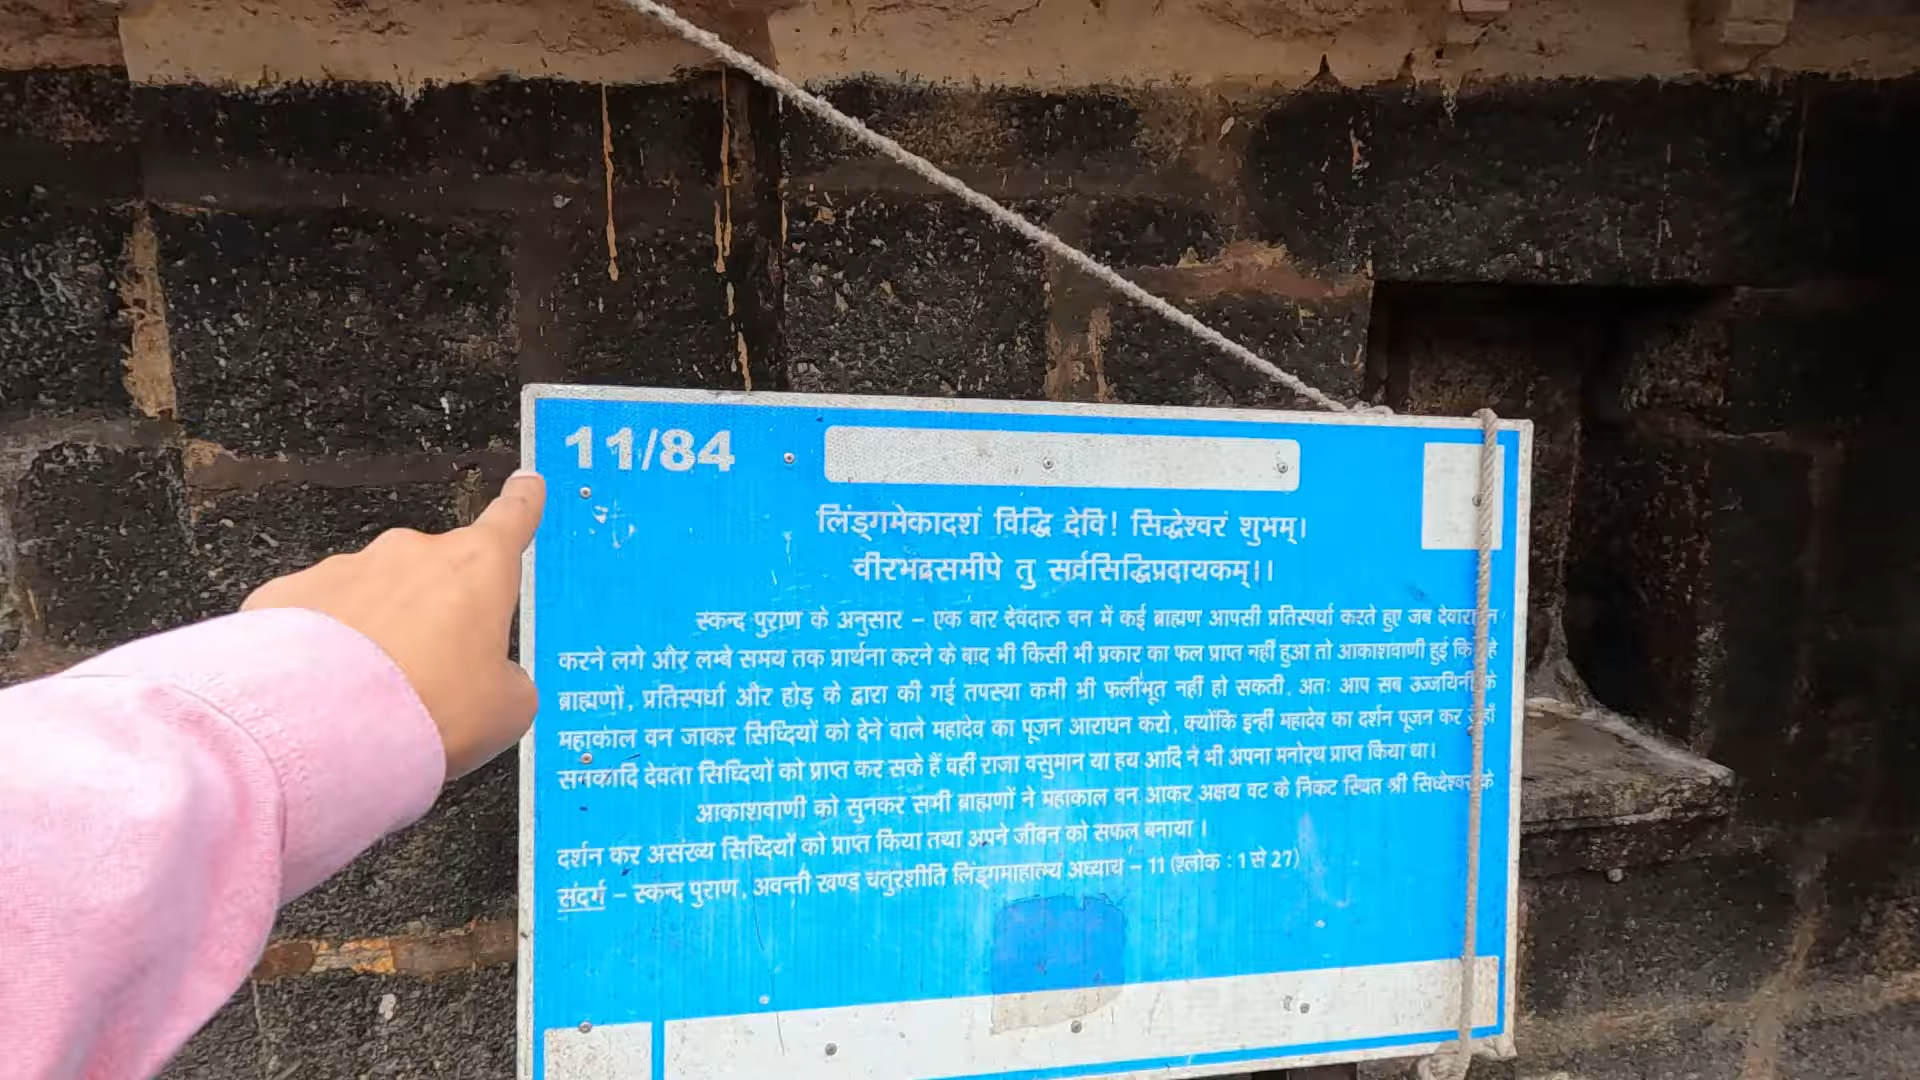 11/84
लिंड्गमेकादशं विद्धि देवि! सिद्धेश्वरं शुभम्।
वीरभद्रसमीपे तु सर्वसिद्धिप्रदायकम्।।
स्कन्द पुराण के अनुसार – एक बार देवदारु वन में कई ब्राह्मण आपसी प्रतिस्पर्धा करते हुए जब
करने लगे और लम्बे समय तक प्रार्थना करने के बाद भी किसी भी प्रकार का फल प्राप्त नहीं हुआ तो आकाशवाणी हुई कि हे
ब्राह्मणों, प्रतिस्पर्धा और होड़ के द्वारा की गई तपस्या कभी भी फलीभूत नहीं हो सकती, अतः आप सब उज्जयिनी के
महाकाल वन जाकर सिध्दियों को देने वाले महादेव का पूजन आराधन करो, क्योंकि इन्हीं महादेव का दर्शन पूजन कर जहाँ
सनकादि देवता सिध्दियों को प्राप्त कर सके हैं वही राजा वसुमान या हय आदि ने भी अपना मनोरथ प्राप्त किया था।
आकाशवाणी को सुनकर सभी ब्राह्मणों ने महाकाल वन आकर अक्षय वट के निकट स्थित श्री सिध्देश्वर के
दर्शन कर असंख्य सिध्दियों को प्राप्त किया तथा अपने जीवन को सफल बनाया ।
संदर्ग – स्कन्द पुराण, अवन्ती खण्ड चतुरशीति लिंड्गमाहात्म्य अध्याय – 11 (श्लोक : 1 से 27)